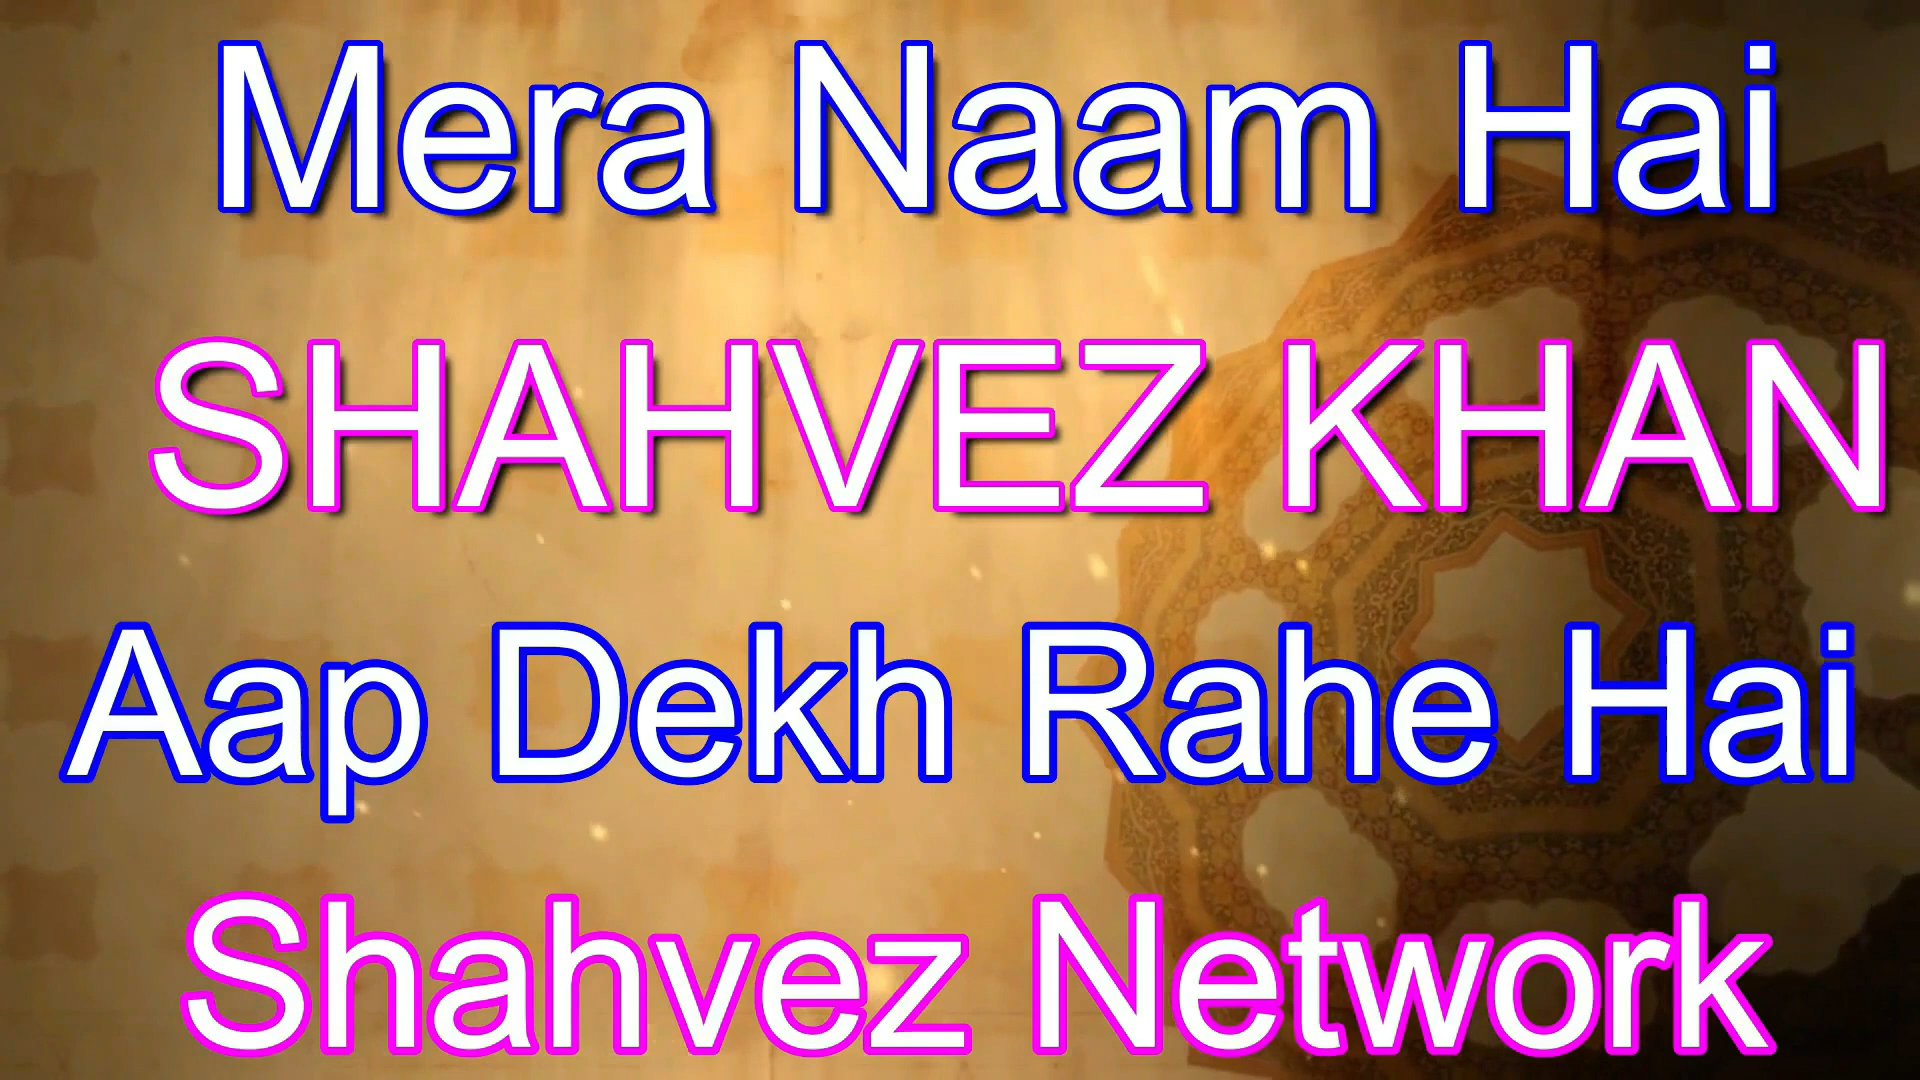 Mera Naam Hai
SHAHVEZ KHAN
Aap Dekh Rahe Hai
Shahvez Network